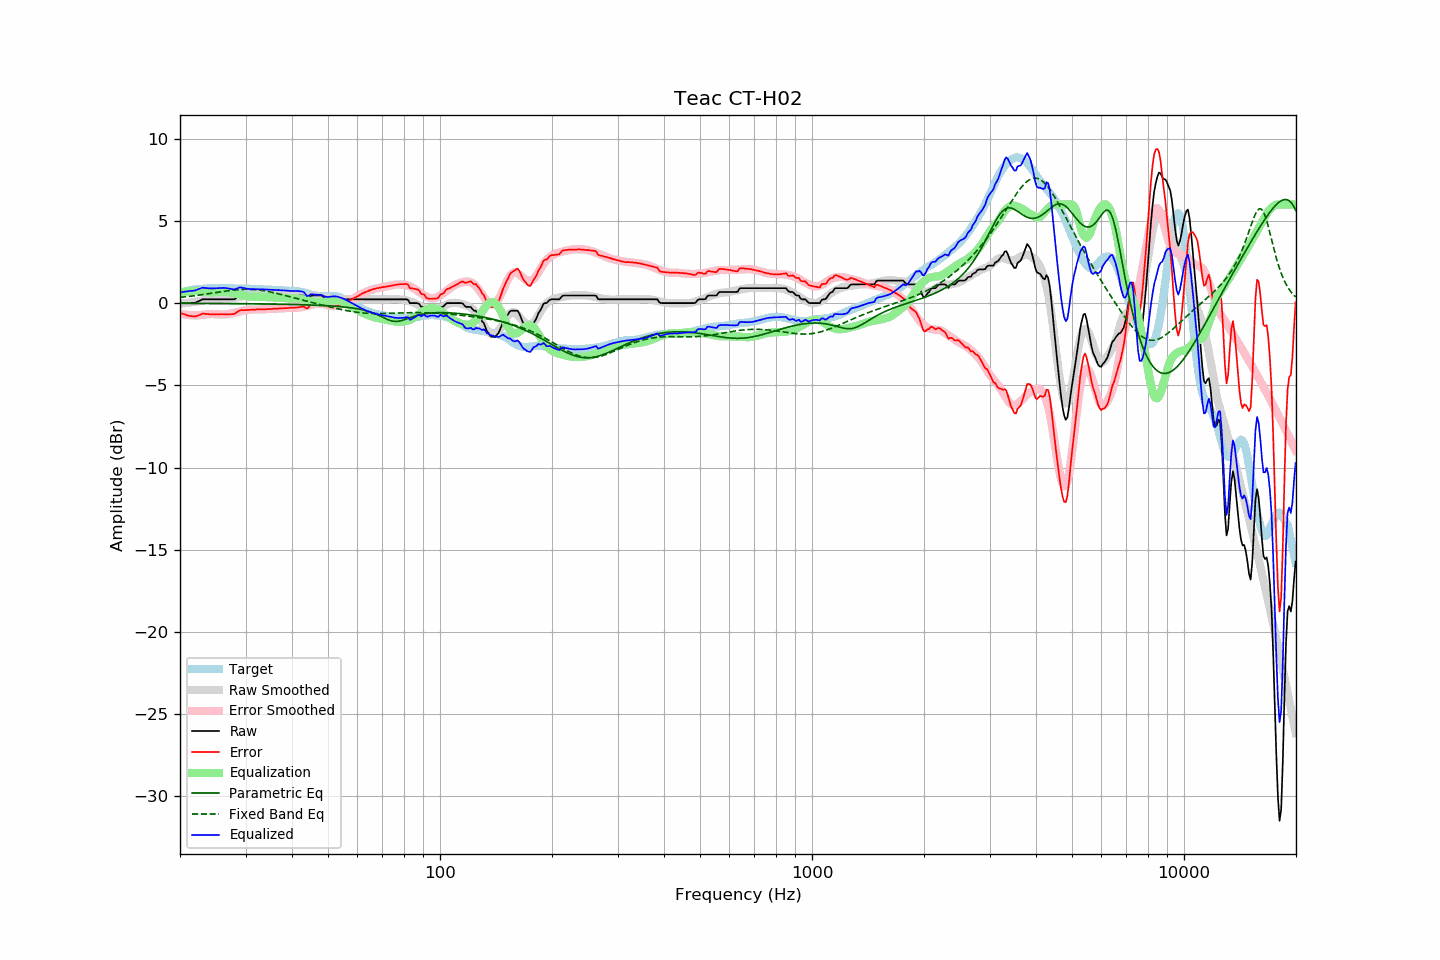 Teac CT-H02
10
5
0
−5
−10
−15
−20
−25
−30
Amplitude (dBr)
Target
Raw Smoothed
Error Smoothed
Raw
Error
Equalization
Parametric Eq
Fixed Band Eq
Equalized
100
1000
10000
Frequency (Hz)